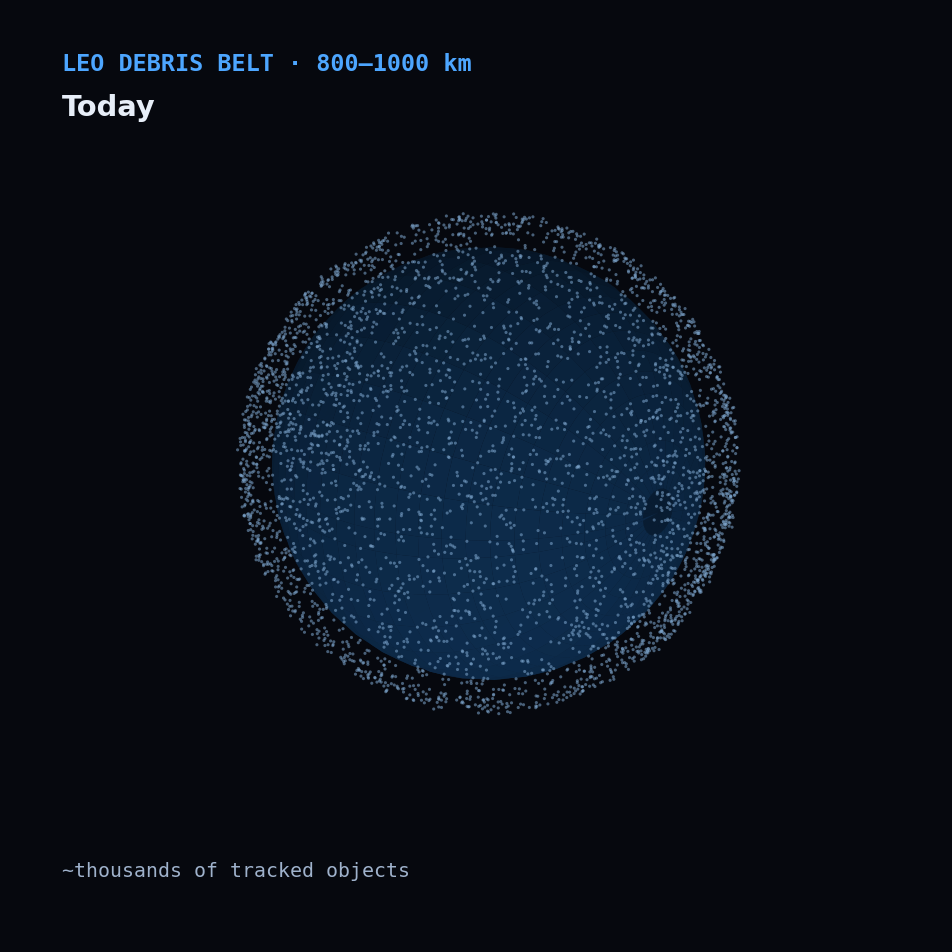 LEO DEBRIS BELT · 800–1000 km
Today
~thousands of tracked objects